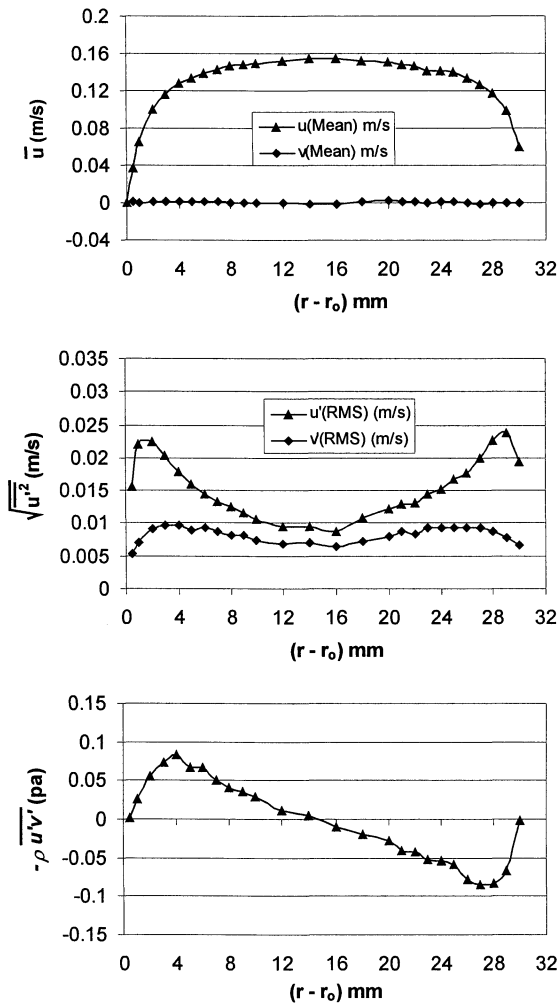 0.2
0.16
0.12
0.08
0.04
0
-0.04
u̅ (m/s)
u(Mean) m/s
v(Mean) m/s
0 4 8 12 16 20 24 28 32
(r - rₒ) mm
0.035
0.03
0.025
0.02
0.015
0.01
0.005
0
√u'² (m/s)
u'(RMS) (m/s)
v'(RMS) (m/s)
0 4 8 12 16 20 24 28 32
(r - rₒ) mm
0.15
0.1
0.05
0
-0.05
-0.1
-0.15
- ρ u'v' (pa)
0 4 8 12 16 20 24 28 32
(r - rₒ) mm